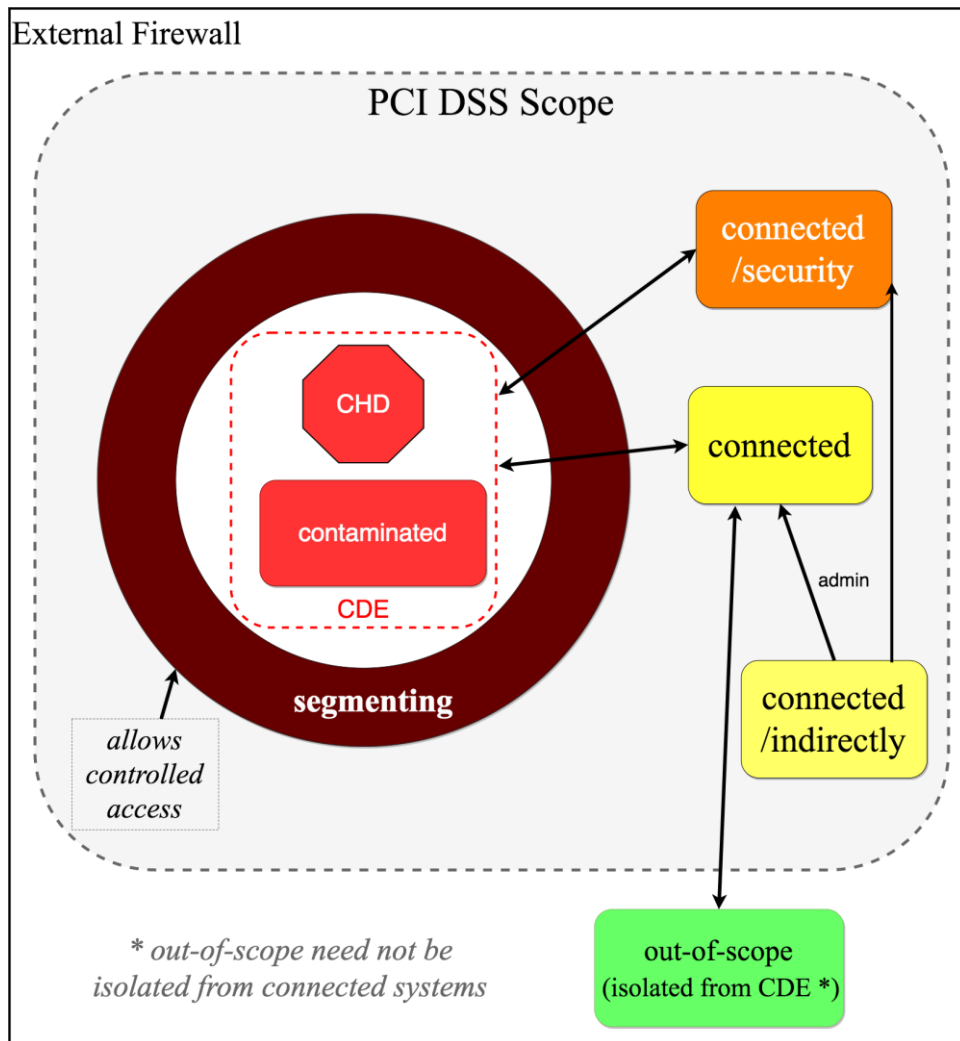 External Firewall
PCI DSS Scope
connected
/security
CHD
connected
contaminated
admin
CDE
segmenting
connected
/indirectly
allows
controlled
access
* out-of-scope need not be
isolated from connected systems
out-of-scope
(isolated from CDE *)